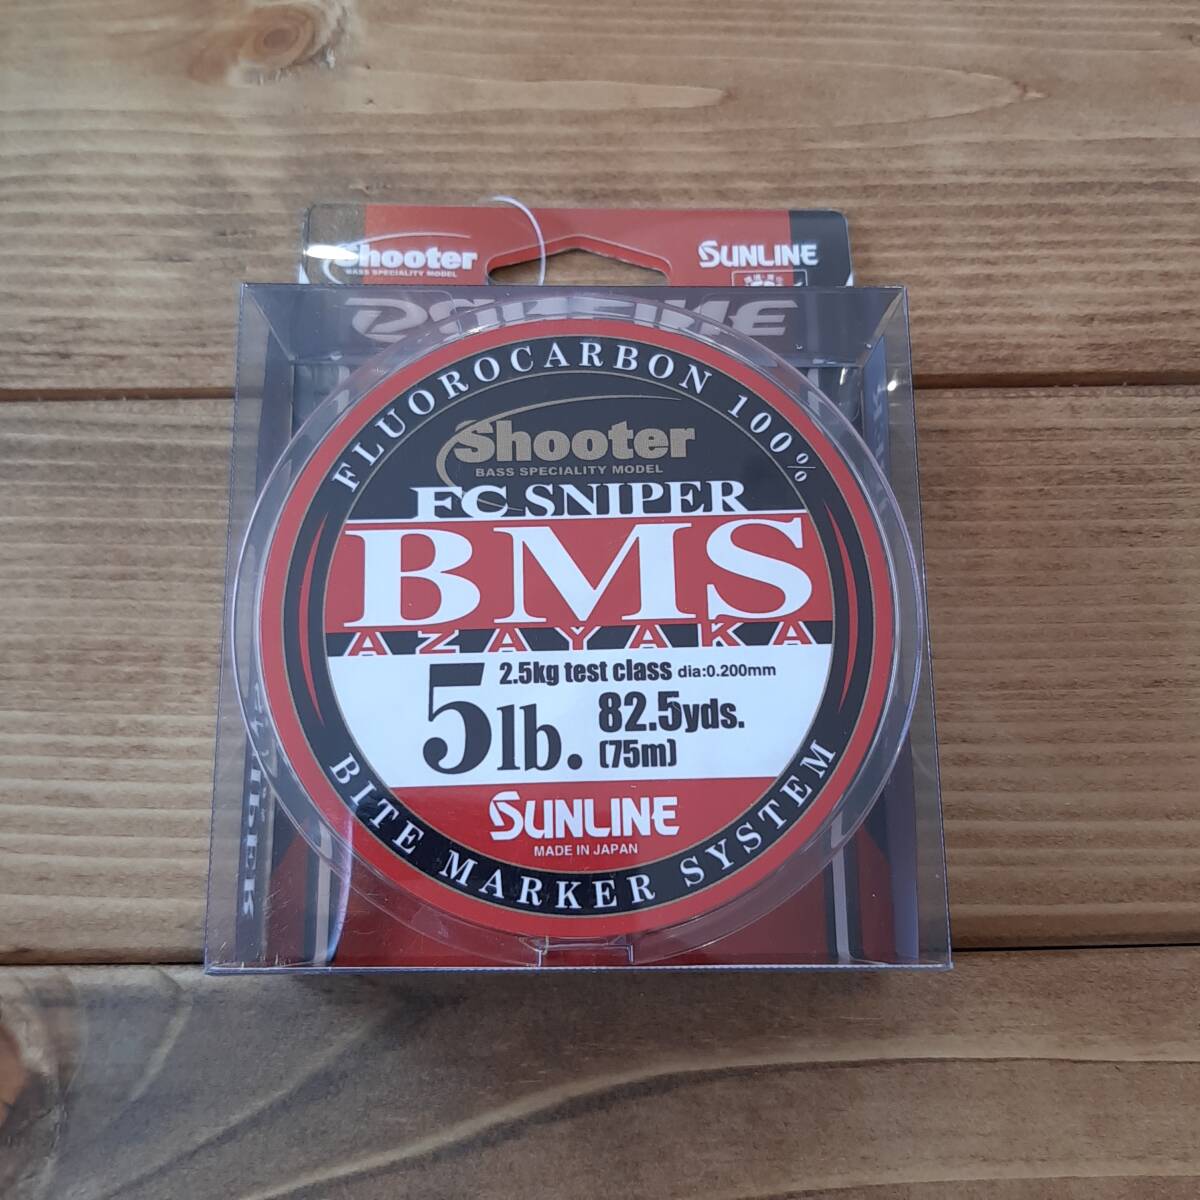 Shooter
BASS SPECIALITY MODEL
SUNLINE
SUNLINE
FLUOROCARBON 100%
Shooter
BASS SPECIALITY MODEL
FC SNIPER
BMS
AZAYAKA
2.5kg test class dia:0.200mm
5lb. 82.5yds.
(75m)
SUNLINE
MADE IN JAPAN
BITE MARKER SYSTEM